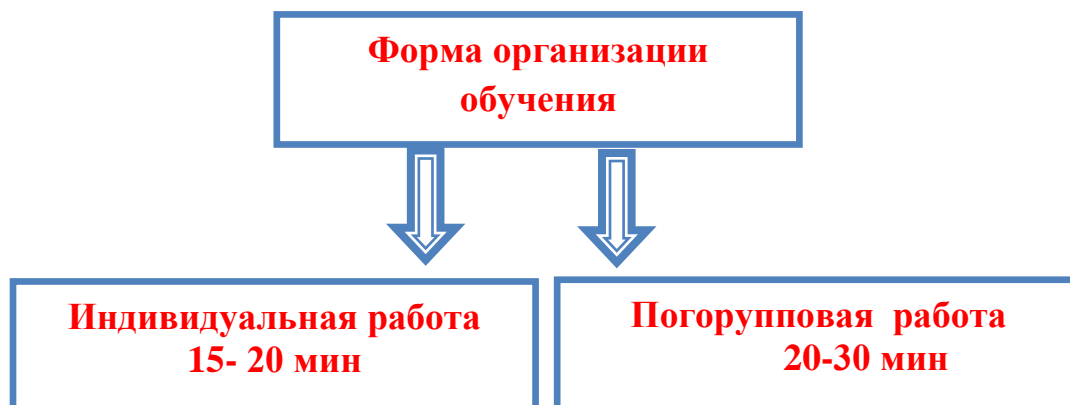 Форма организации
обучения
Индивидуальная работа
15- 20 мин
Погорупповая  работа
20-30 мин